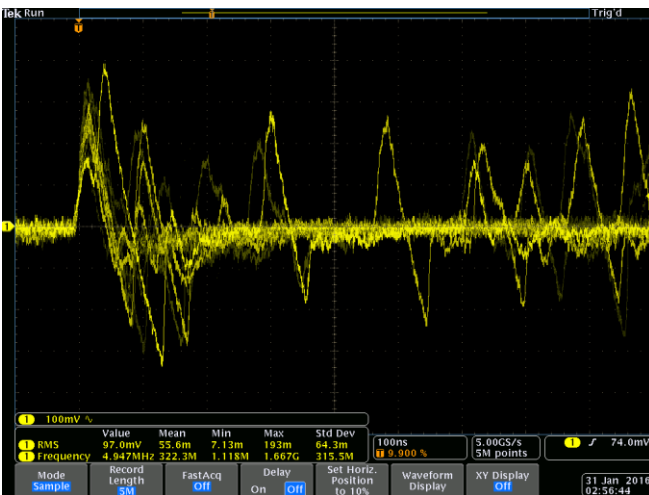 Tek Run
Trig'd
T
1
1 100mV
Value Mean Min Max Std Dev
1 RMS 97.0mV 55.6m 7.13m 193m 64.3m
1 Frequency 4.947MHz 322.3M 1.118M 1.667G 315.5M
100ns
T 9.900 %
5.00GS/s
5M points
1 74.0mV
Mode
Sample
Record
Length
5M
FastAcq
Off
Delay
On Off
Set Horiz.
Position
to 10%
Waveform
Display
XY Display
Off
31 Jan 2016
02:56:44